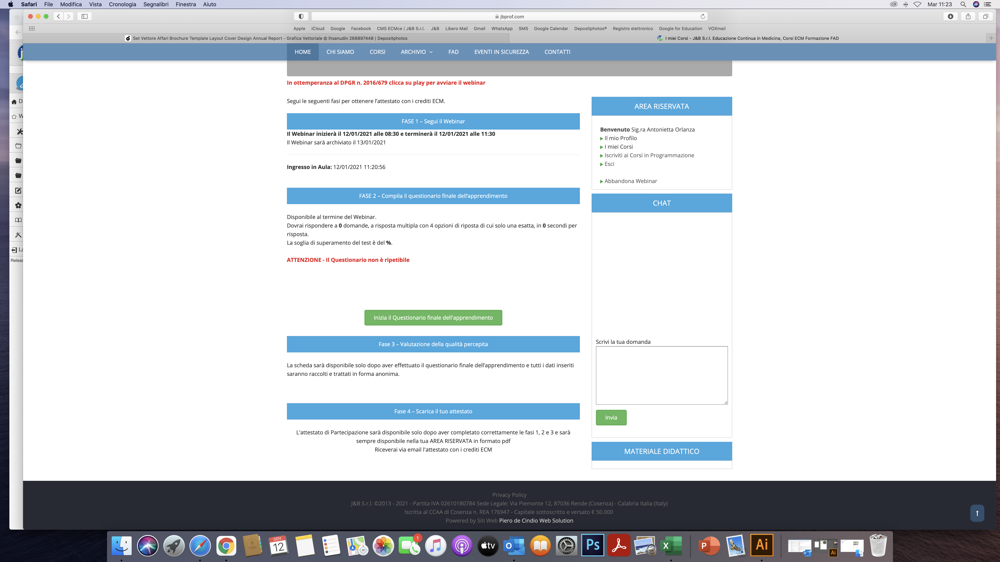 Safari File Modifica Vista Cronologia Segnalibri Finestra Aiuto Mar 11:23
jbprof.com
Apple iCloud Google Facebook CMS ECMce | J&B S.r.l. J&B Libero Mail Gmail WhatsApp SMS Google Calendar Depositphotos® Registro elettronico Google for Education VOXmail
Set Vettore Affari Brochure Template Layout Cover Design Annual Report - Grafica Vettoriale © ihsanudin 268897448 | Depositphotos
I miei Corsi - J&B S.r.l. Educazione Continua in Medicina, Corsi ECM Formazione FAD
HOME CHI SIAMO CORSI ARCHIVIO FAD EVENTI IN SICUREZZA CONTATTI
In ottemperanza al DPGR n. 2016/679 clicca su play per avviare il webinar
Segui le seguenti fasi per ottenere l’attestato con i crediti ECM.
FASE 1 – Segui il Webinar
Il Webinar inizierà il 12/01/2021 alle 08:30 e terminerà il 12/01/2021 alle 11:30
Il Webinar sarà archiviato il 13/01/2021
Ingresso in Aula: 12/01/2021 11:20:56
FASE 2 – Compila il questionario finale dell’apprendimento
Disponibile al termine del Webinar.
Dovrai rispondere a 0 domande, a risposta multipla con 4 opzioni di riposta di cui solo una esatta, in 0 secondi per
risposta.
La soglia di superamento del test è del %.
ATTENZIONE - Il Questionario non è ripetibile
Inizia il Questionario finale dell'apprendimento
Fase 3 – Valutazione della qualità percepita
La scheda sarà disponibile solo dopo aver effettuato il questionario finale dell’apprendimento e tutti i dati inseriti
saranno raccolti e trattati in forma anonima.
Fase 4 – Scarica il tuo attestato
L'attestato di Partecipazione sarà disponibile solo dopo aver completato correttamente le fasi 1, 2 e 3 e sarà
sempre disponibile nella tua AREA RISERVATA in formato pdf
Riceverai via email l'attestato con i crediti ECM
AREA RISERVATA
Benvenuto Sig.ra Antonietta Orlanza
Il mio Profilo
I miei Corsi
Iscriviti ai Corsi in Programmazione
Esci
Abbandona Webinar
CHAT
Scrivi la tua domanda
Invia
MATERIALE DIDATTICO
Privacy Policy
J&B S.r.l. ©2013 - 2021 - Partita IVA 02610180784 Sede Legale: Via Piemonte 12, 87036 Rende (Cosenza) - Calabria Italia (Italy)
Iscritta al CCAA di Cosenza n. REA 176947 - Capitale sottoscritto e versato € 50.000
Powered by Siti Web Piero de Cindio Web Solution
GEN
12
3D
1
tv
O
Ps
X
P
Ai
Ai